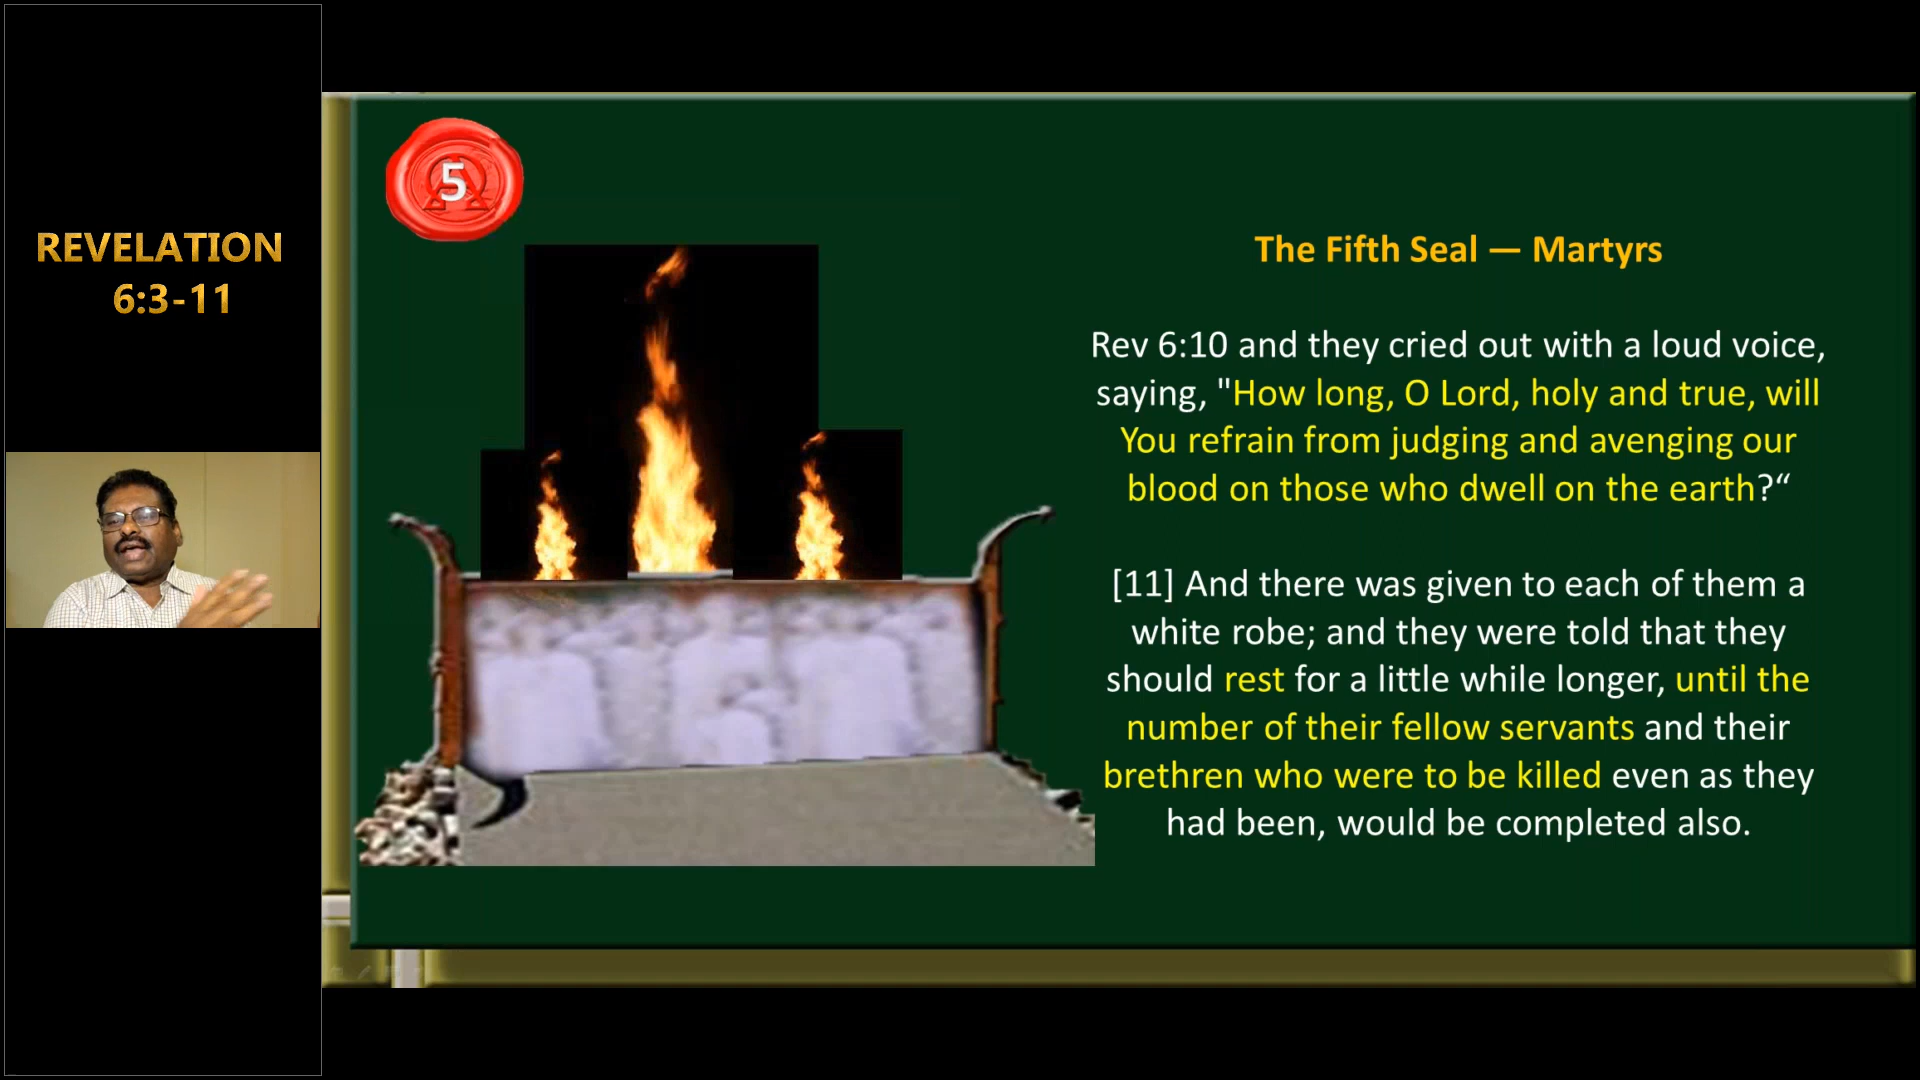 REVELATION
6:3-11
5
The Fifth Seal — Martyrs
Rev 6:10 and they cried out with a loud voice,
saying, "How long, O Lord, holy and true, will
You refrain from judging and avenging our
blood on those who dwell on the earth?“
[11] And there was given to each of them a
white robe; and they were told that they
should rest for a little while longer, until the
number of their fellow servants and their
brethren who were to be killed even as they
had been, would be completed also.